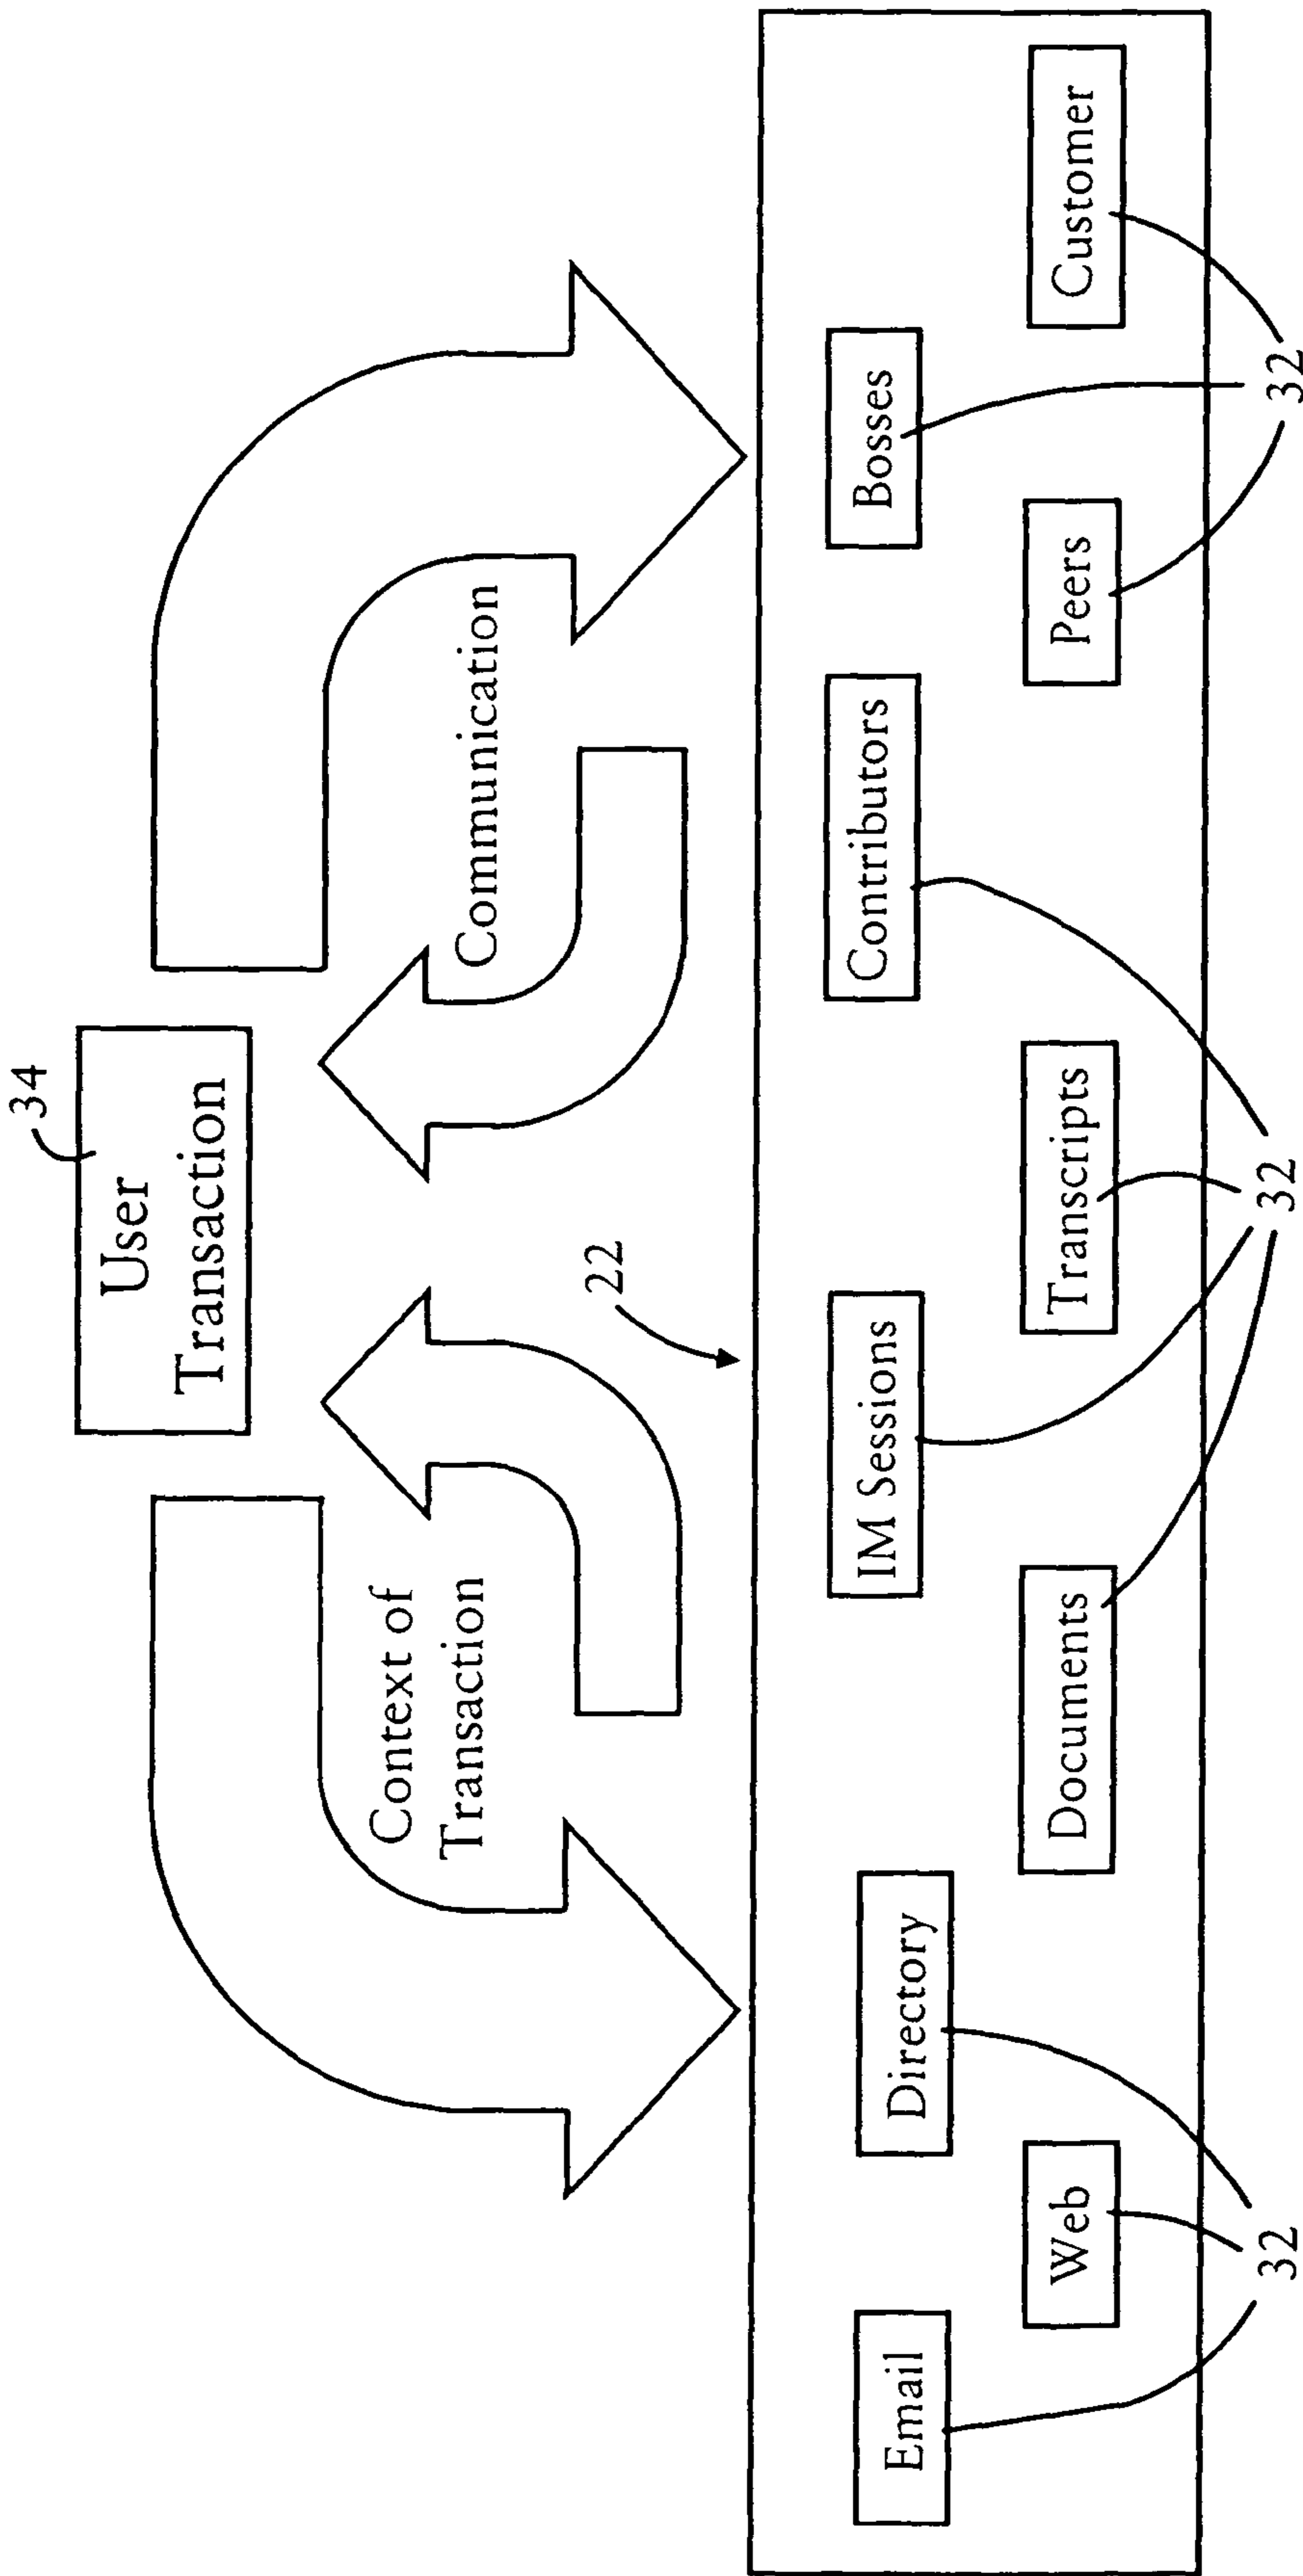 34
User
Transaction
Context of
Transaction
Communication
22
Email
Directory
IM Sessions
Contributors
Bosses
Web
Documents
Transcripts
Peers
Customer
32
32
32